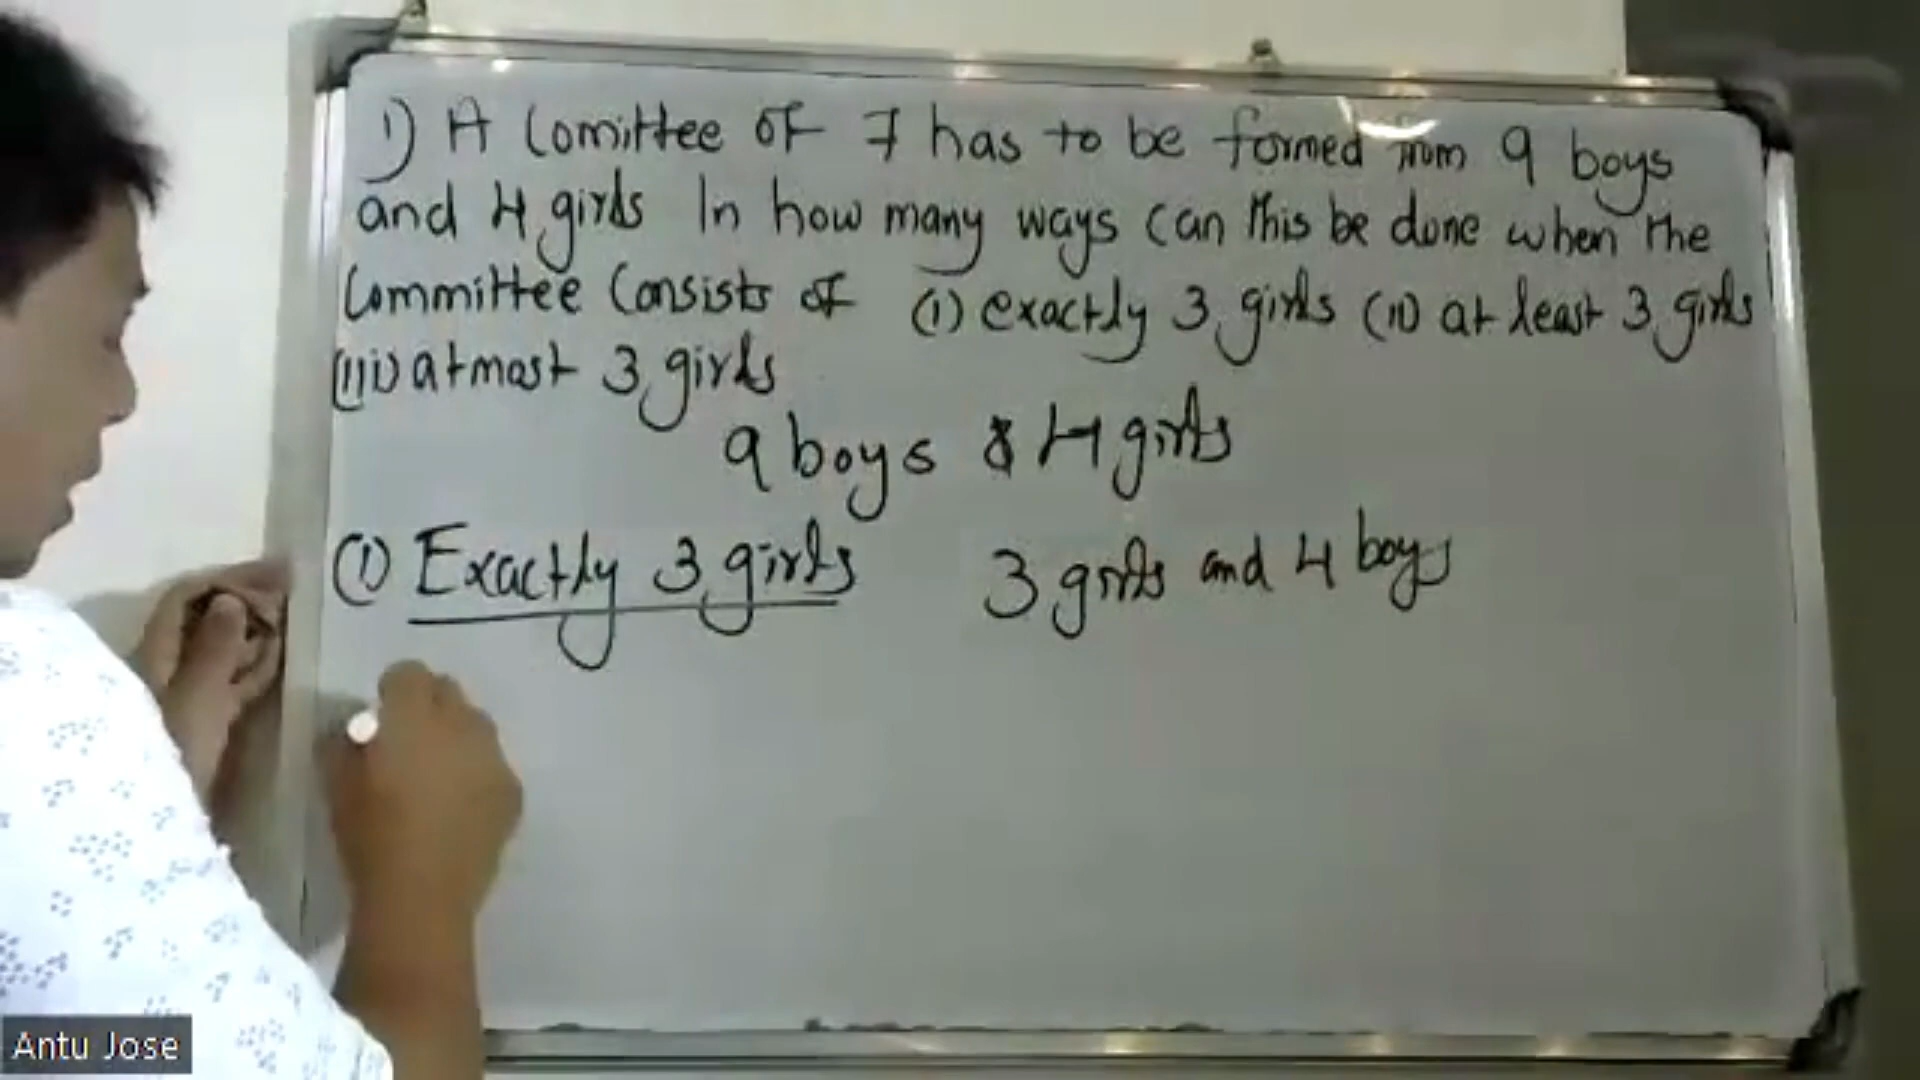 1) A Comittee of 7 has to be formed from 9 boys
and 4 girls In how many ways can this be done when the
Committee Consists of (i) exactly 3 girls (ii) at least 3 girls
(iii) atmost 3 girls
9 boys & 4 girls
(i) Exactly 3 girls 3 girls and 4 boys
Antu Jose